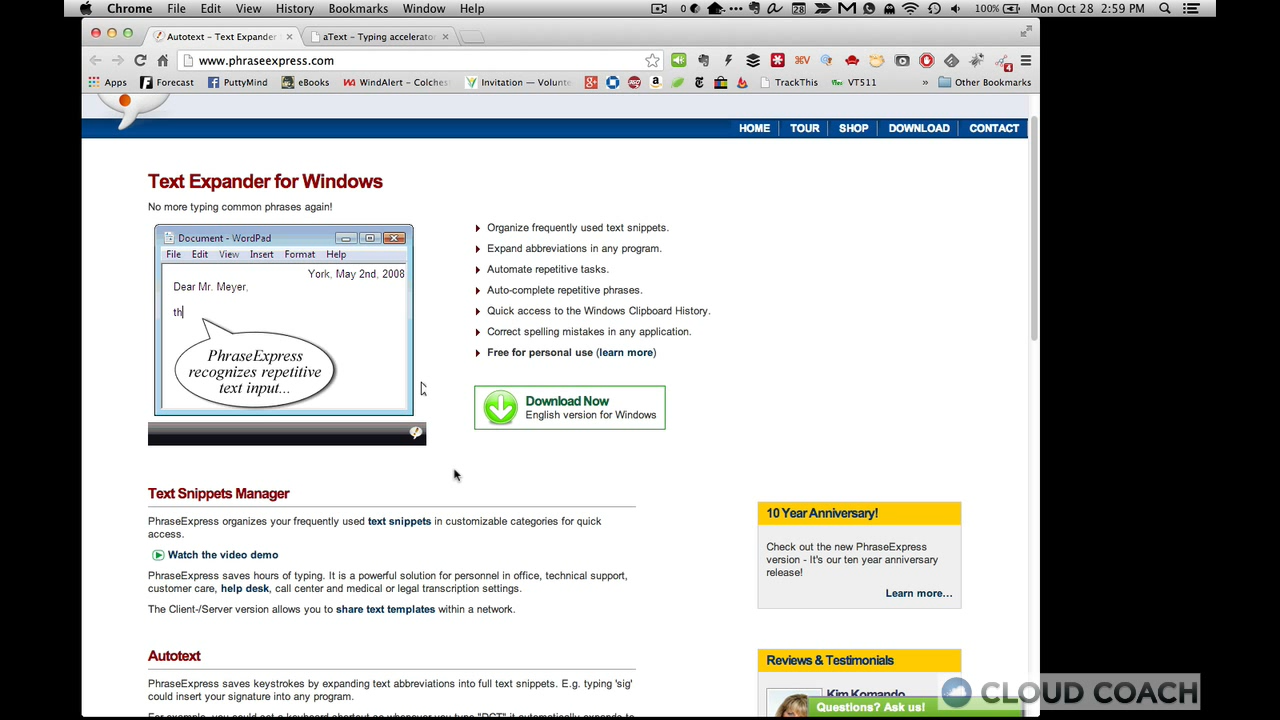 Chrome File Edit View History Bookmarks Window Help 0 28 100% Mon Oct 28 2:59 PM
Autotext – Text Expander
aText – Typing accelerato
www.phraseexpress.com
Apps Forecast PuttyMind eBooks WindAlert - Colchest Invitation – Volunte TrackThis VT511 » Other Bookmarks
HOME TOUR SHOP DOWNLOAD CONTACT
Text Expander for Windows
No more typing common phrases again!
Document - WordPad
File Edit View Insert Format Help
York, May 2nd, 2008
Dear Mr. Meyer,
th
PhraseExpress
recognizes repetitive
text input...
Organize frequently used text snippets.
Expand abbreviations in any program.
Automate repetitive tasks.
Auto-complete repetitive phrases.
Quick access to the Windows Clipboard History.
Correct spelling mistakes in any application.
Free for personal use (learn more)
Download Now
English version for Windows
Text Snippets Manager
PhraseExpress organizes your frequently used text snippets in customizable categories for quick
access.
Watch the video demo
PhraseExpress saves hours of typing. It is a powerful solution for personnel in office, technical support,
customer care, help desk, call center and medical or legal transcription settings.
The Client-/Server version allows you to share text templates within a network.
10 Year Anniversary!
Check out the new PhraseExpress
version - It's our ten year anniversary
release!
Learn more...
Autotext
PhraseExpress saves keystrokes by expanding text abbreviations into full text snippets. E.g. typing 'sig'
could insert your signature into any program.
Reviews & Testimonials
Kim Komando
Questions? Ask us!
CLOUD COACH